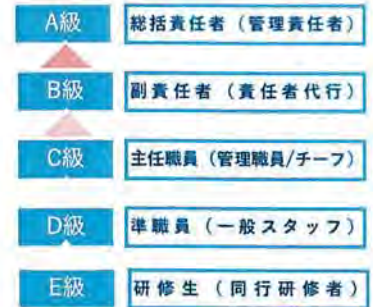 A級 総括責任者（管理責任者）
B級 副責任者（責任者代行）
C級 主任職員（管理職員/チーフ）
D級 準職員（一般スタッフ）
E級 研修生（同行研修者）